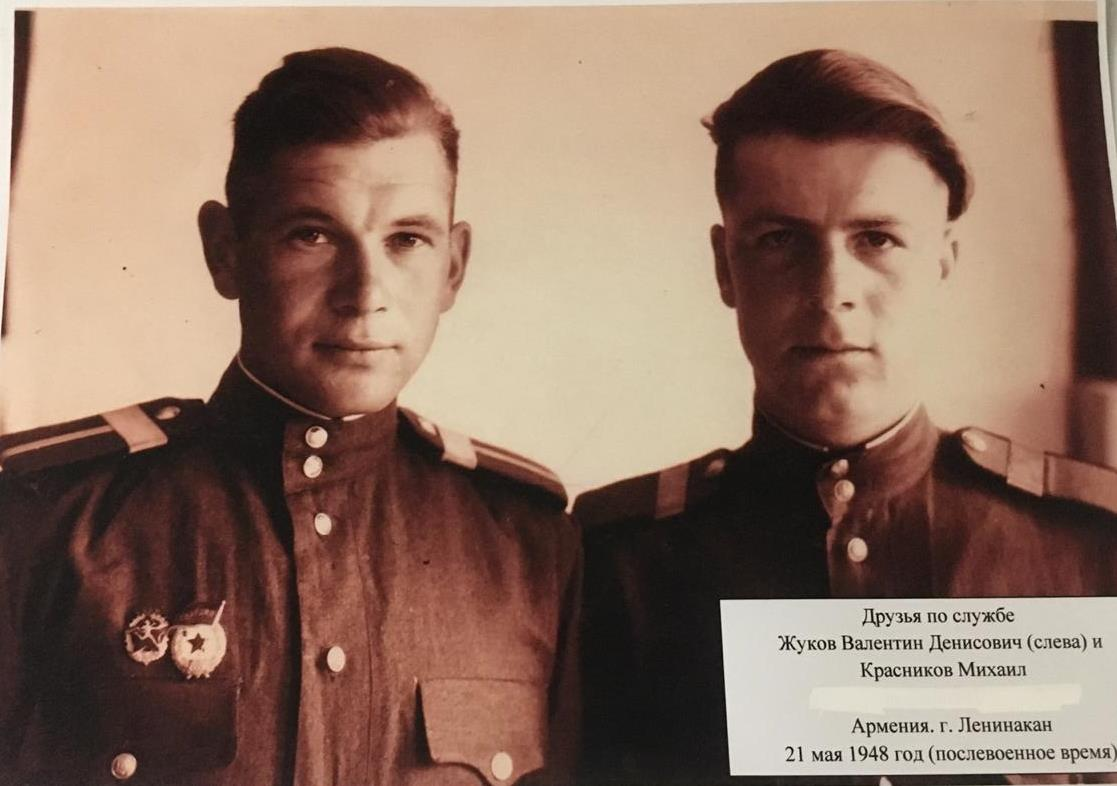 Друзья по службе
Жуков Валентин Денисович (слева) и
Красников Михаил
Армения. г. Ленинакан
21 мая 1948 год (послевоенное время)